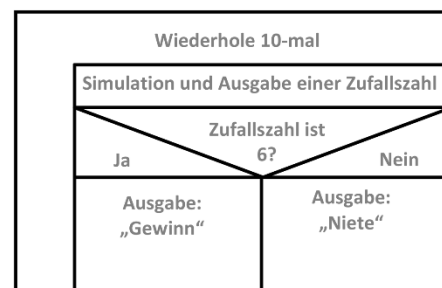 Wiederhole 10-mal
Simulation und Ausgabe einer Zufallszahl
Zufallszahl ist
6?
Ja
Nein
Ausgabe:
„Gewinn“
Ausgabe:
„Niete“